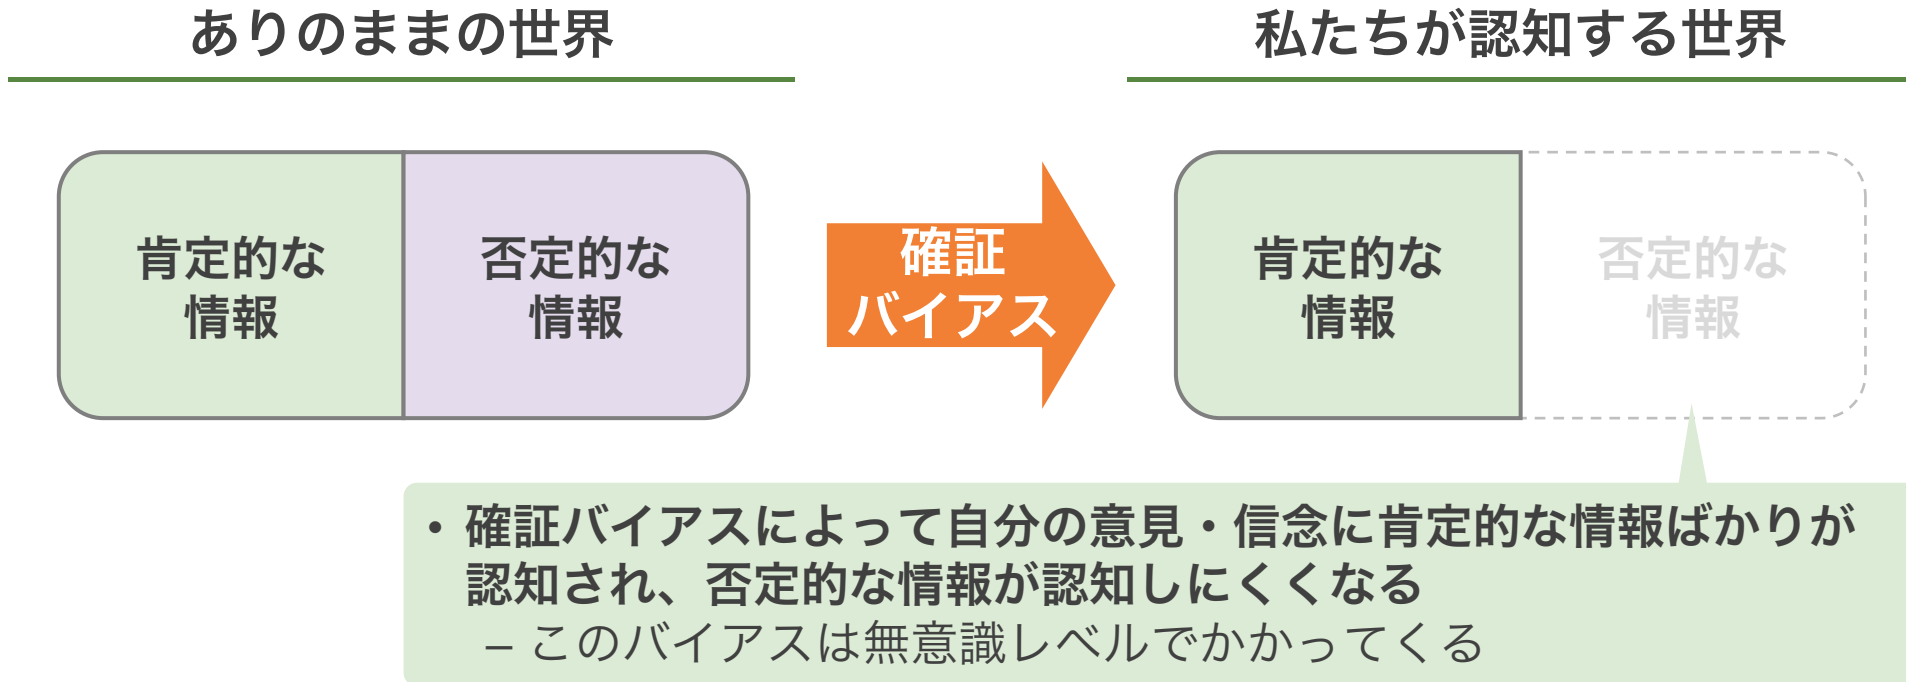 ありのままの世界
私たちが認知する世界
肯定的な
情報
否定的な
情報
確証
バイアス
肯定的な
情報
否定的な
情報
• 確証バイアスによって自分の意見・信念に肯定的な情報ばかりが
認知され、否定的な情報が認知しにくくなる
– このバイアスは無意識レベルでかかってくる